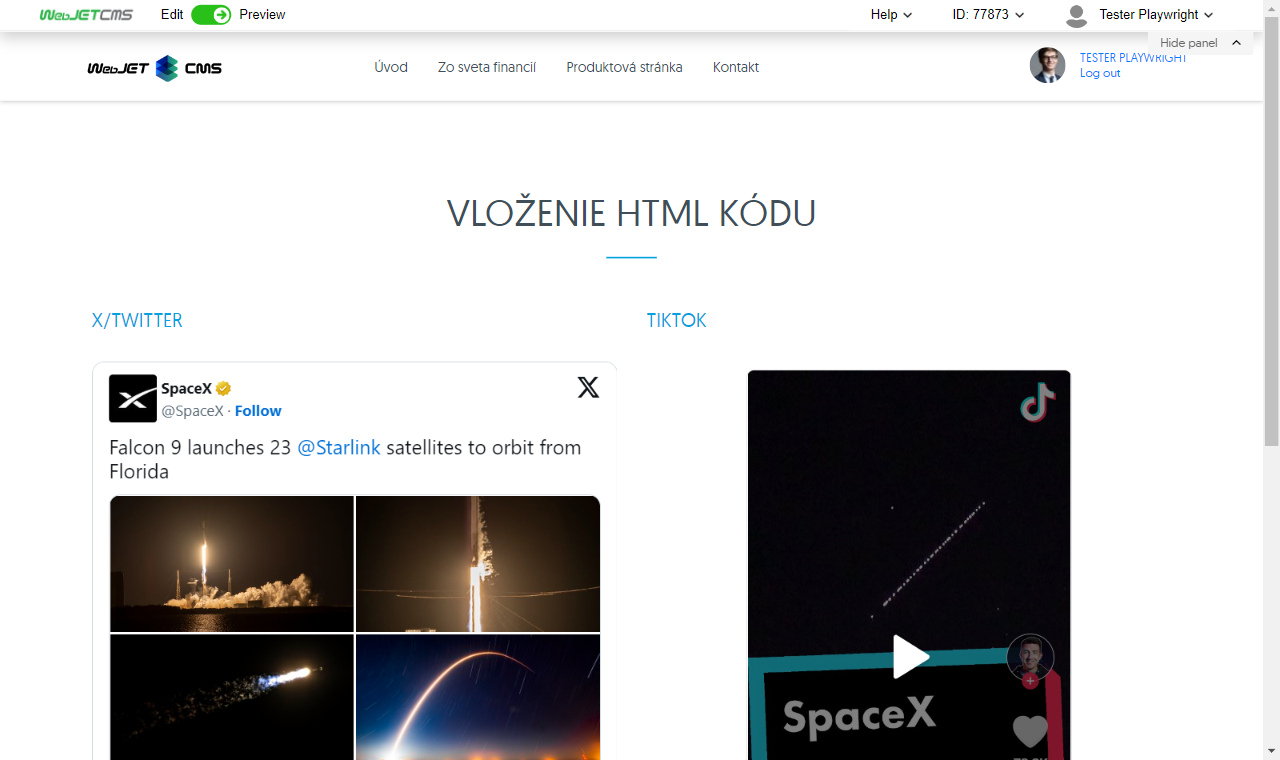 WebJETCMS Edit Preview Help ID: 77873 Tester Playwright
Hide panel
WebJET CMS Úvod Zo sveta financií Produktová stránka Kontakt TESTER PLAYWRIGHT
Log out
VLOŽENIE HTML KÓDU
X/TWITTER
SpaceX
@SpaceX · Follow
Falcon 9 launches 23 @Starlink satellites to orbit from
Florida
TIKTOK
SpaceX